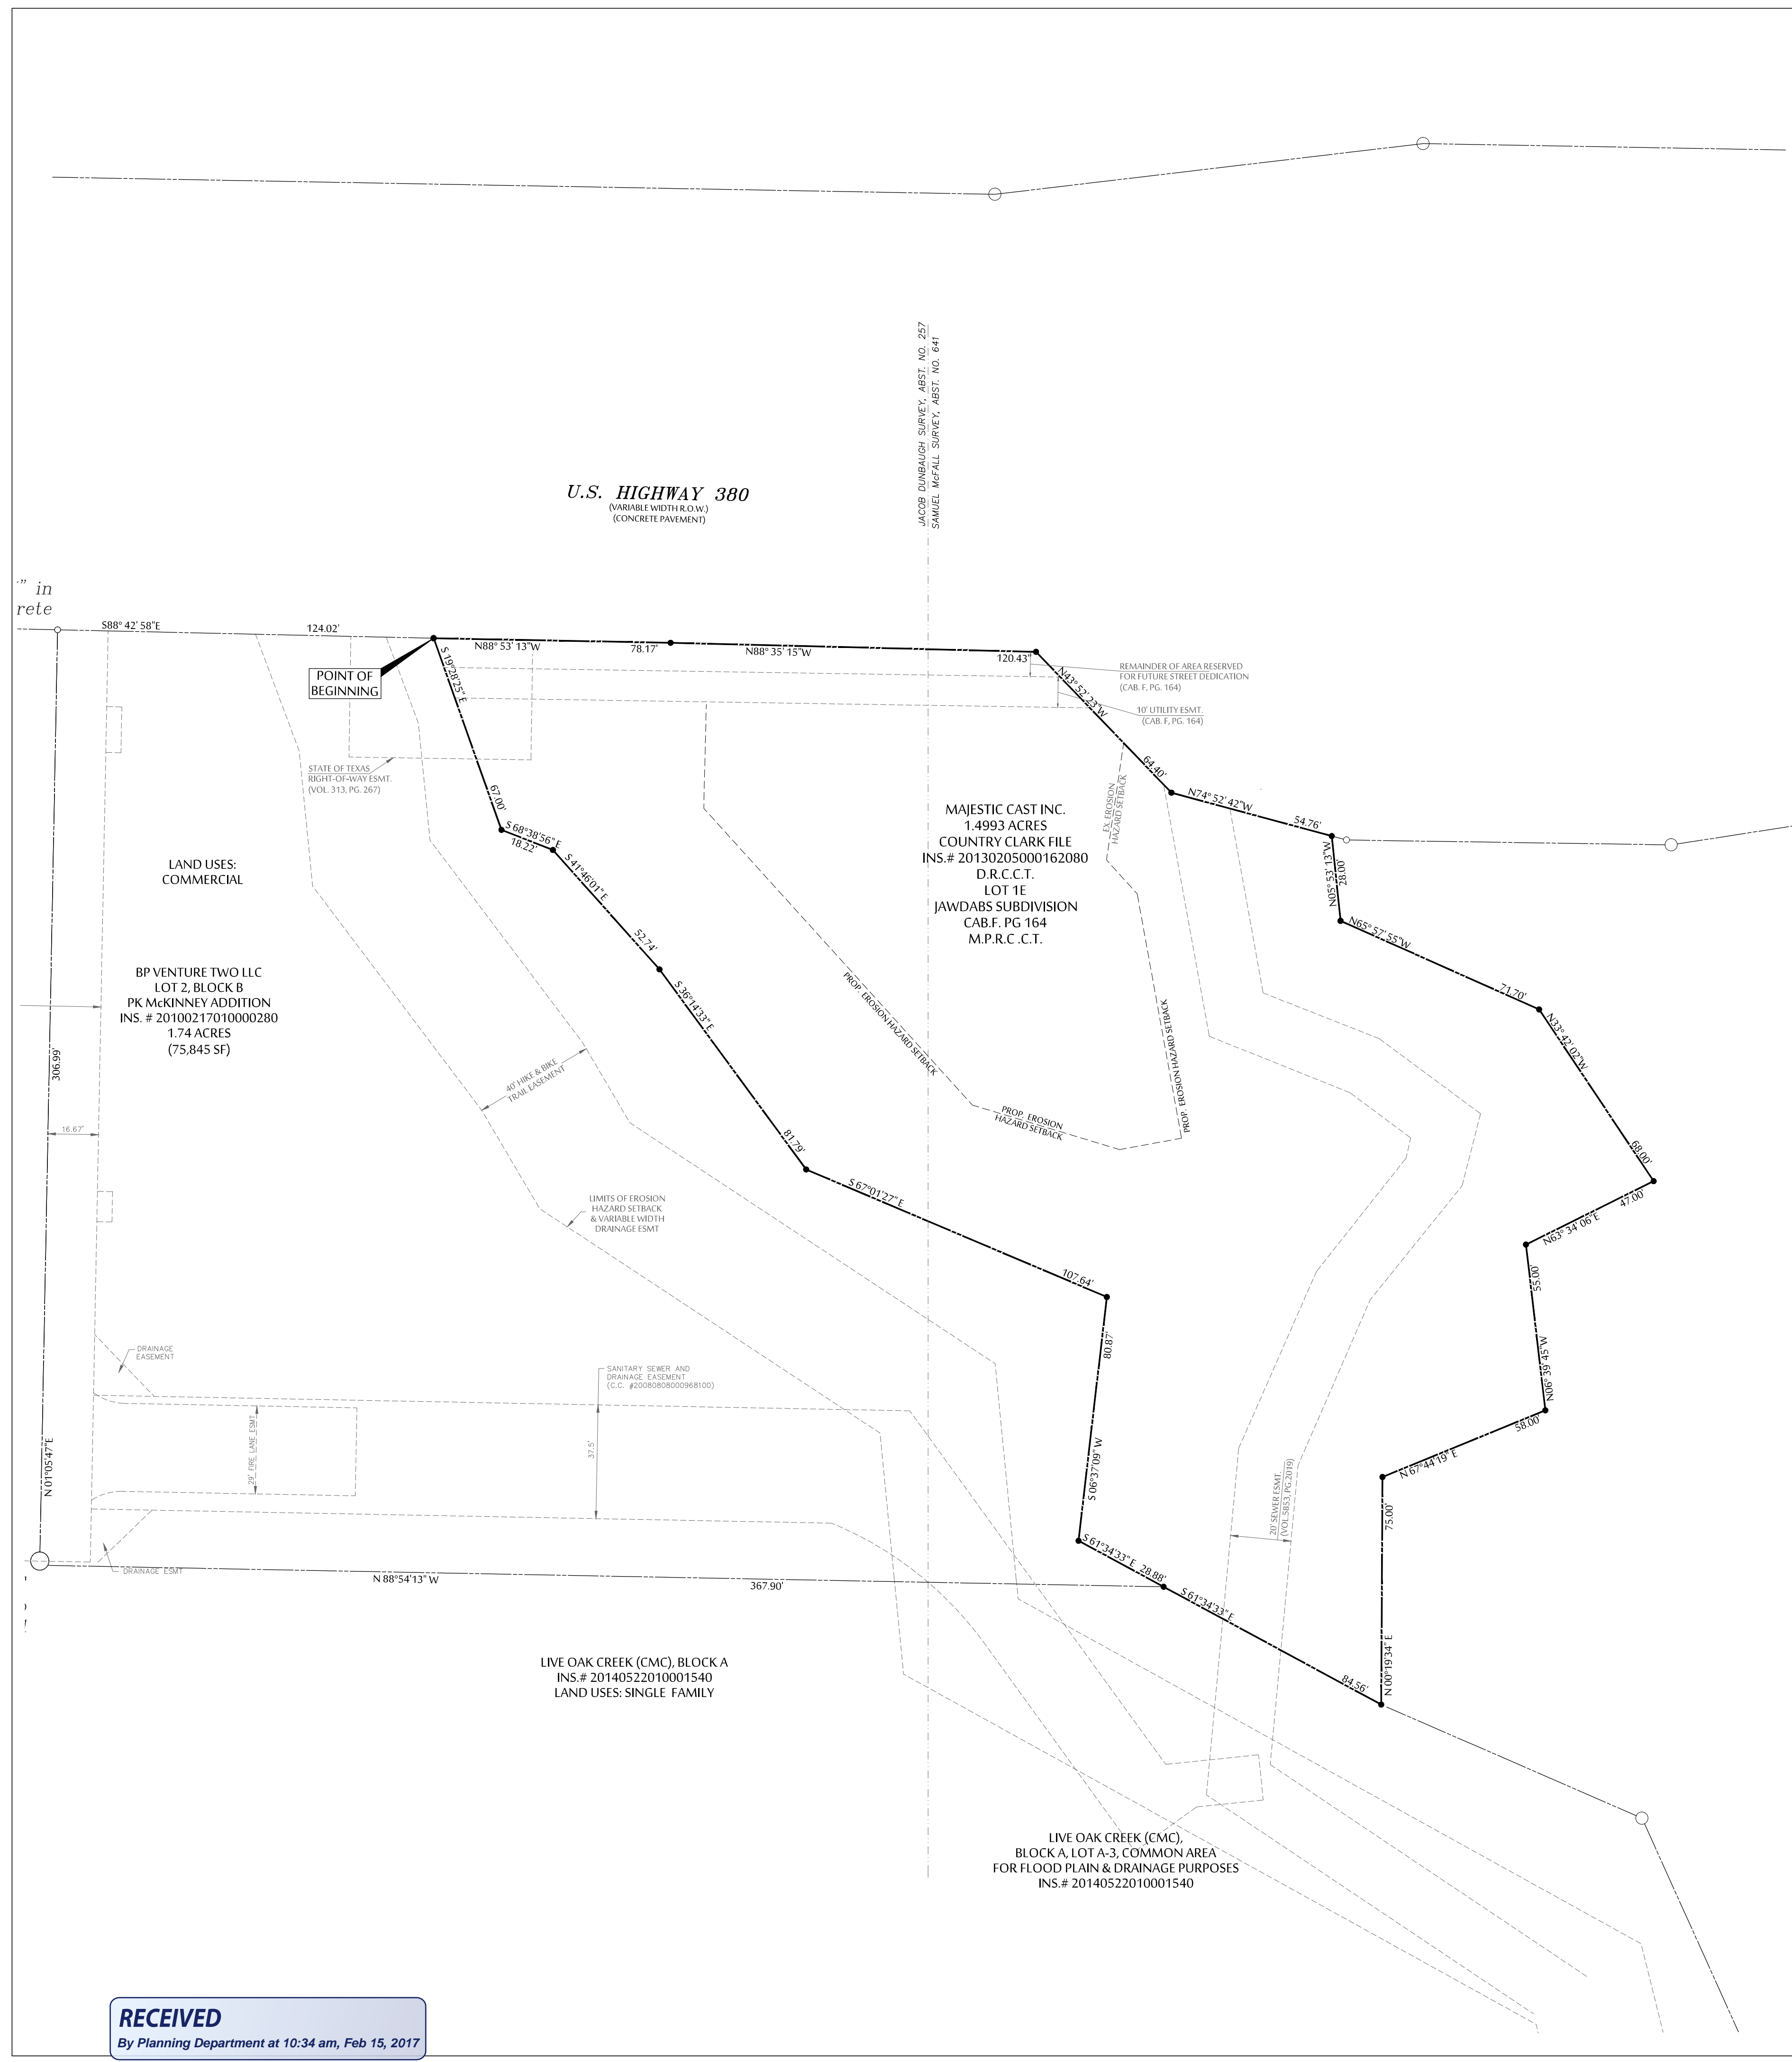 JACOB DUNBAUGH SURVEY, ABST. NO. 257
SAMUEL McFALL SURVEY, ABST. NO. 641
U.S. HIGHWAY 380
(VARIABLE WIDTH R.O.W.)
(CONCRETE PAVEMENT)
" in
rete
S88° 42' 58"E
124.02'
N88° 53' 13"W
78.17'
N88° 35' 15"W
120.43"
POINT OF
BEGINNING
S 19°28'25" E
67.00'
N43° 52' 23"W
64.40'
REMAINDER OF AREA RESERVED
FOR FUTURE STREET DEDICATION
(CAB. F, PG. 164)
10' UTILITY ESMT.
(CAB. F, PG. 164)
STATE OF TEXAS
RIGHT-OF-WAY ESMT.
(VOL. 313, PG. 267)
EX. EROSION
HAZARD SETBACK
N74° 52' 42"W
54.76'
MAJESTIC CAST INC.
1.4993 ACRES
COUNTRY CLARK FILE
INS.# 20130205000162080
D.R.C.C.T.
LOT 1E
JAWDABS SUBDIVISION
CAB.F. PG 164
M.P.R.C .C.T.
S 68°38'56" E
18.22'
S 41°46'01" E
52.74'
N05° 53' 13"W
28.00'
N65° 57' 55"W
71.70'
LAND USES:
COMMERCIAL
BP VENTURE TWO LLC
LOT 2, BLOCK B
PK McKINNEY ADDITION
INS. # 20100217010000280
1.74 ACRES
(75,845 SF)
306.99'
16.67'
S 36°14'33" E
81.79'
40' HIKE & BIKE
TRAIL EASEMENT
PROP. EROSION HAZARD SETBACK
PROP. EROSION
HAZARD SETBACK
PROP. EROSION HAZARD SETBACK
N33° 42' 02"W
68.00'
S 67°01'27" E
107.64'
LIMITS OF EROSION
HAZARD SETBACK
& VARIABLE WIDTH
DRAINAGE ESMT
N63° 34' 06"E
47.00'
55.00'
N06° 39' 45"W
80.87'
S 06°37'09" W
DRAINAGE
EASEMENT
SANITARY SEWER AND
DRAINAGE EASEMENT
(C.C. #20080808000968100)
29' FIRE LANE ESMT
37.5'
N 01°05'47"E
58.00'
N 67°44'19" E
20' SEWER ESMT.
(VOL.5853, PG.2019)
75.00'
N 00°19'34" E
DRAINAGE ESMT
N 88°54'13" W
367.90'
S 61°34'33" E
28.88'
S 61°34'33" E
84.56'
LIVE OAK CREEK (CMC), BLOCK A
INS.# 20140522010001540
LAND USES: SINGLE FAMILY
LIVE OAK CREEK (CMC),
BLOCK A, LOT A-3, COMMON AREA
FOR FLOOD PLAIN & DRAINAGE PURPOSES
INS.# 20140522010001540
RECEIVED
By Planning Department at 10:34 am, Feb 15, 2017